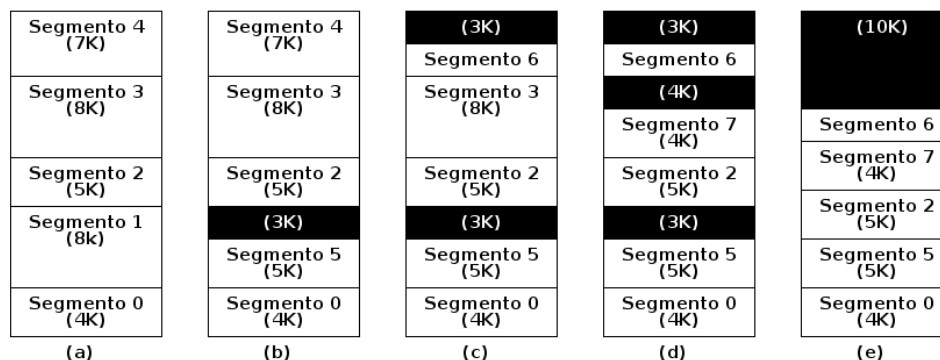 Segmento 4
(7K)
Segmento 3
(8K)
Segmento 2
(5K)
Segmento 1
(8k)
Segmento 0
(4K)
(a)
Segmento 4
(7K)
Segmento 3
(8K)
Segmento 2
(5K)
(3K)
Segmento 5
(5K)
Segmento 0
(4K)
(b)
(3K)
Segmento 6
Segmento 3
(8K)
Segmento 2
(5K)
(3K)
Segmento 5
(5K)
Segmento 0
(4K)
(c)
(3K)
Segmento 6
(4K)
Segmento 7
(4K)
Segmento 2
(5K)
(3K)
Segmento 5
(5K)
Segmento 0
(4K)
(d)
(10K)
Segmento 6
Segmento 7
(4K)
Segmento 2
(5K)
Segmento 5
(5K)
Segmento 0
(4K)
(e)